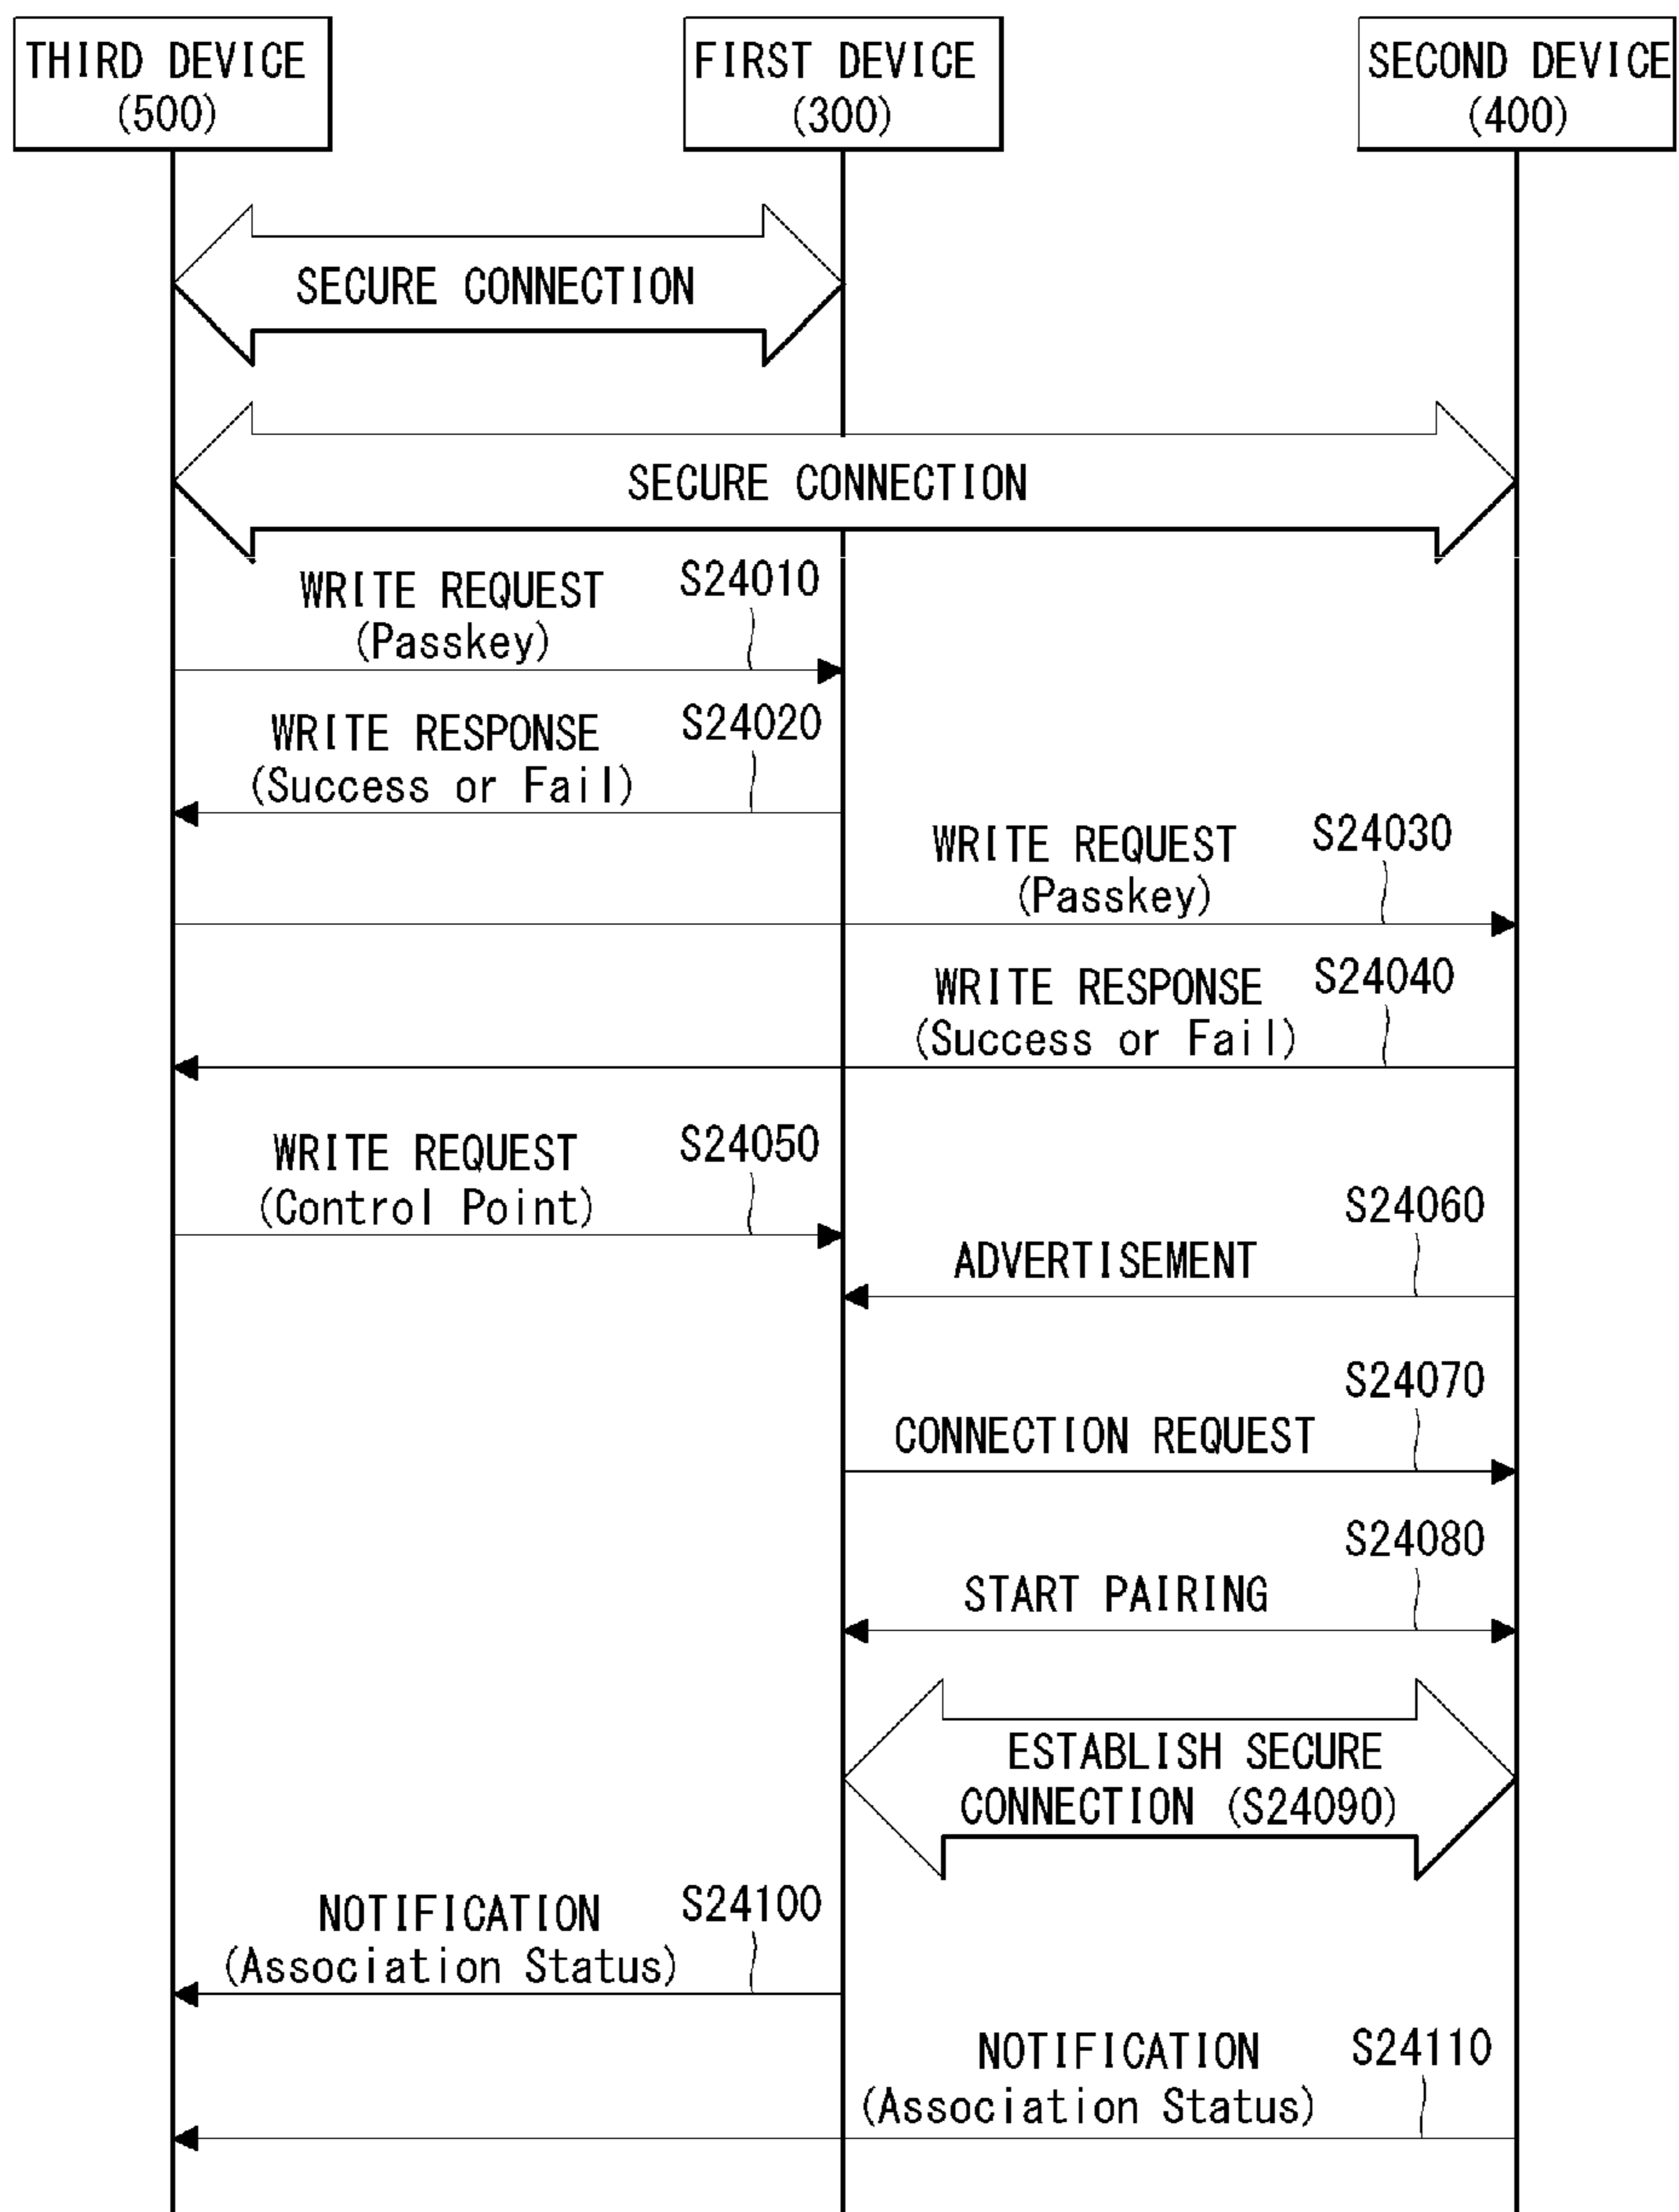 THIRD DEVICE
(500)
FIRST DEVICE
(300)
SECOND DEVICE
(400)
SECURE CONNECTION
SECURE CONNECTION
WRITE REQUEST
(Passkey)
S24010
WRITE RESPONSE
(Success or Fail)
S24020
WRITE REQUEST
(Passkey)
S24030
WRITE RESPONSE
(Success or Fail)
S24040
WRITE REQUEST
(Control Point)
S24050
S24060
ADVERTISEMENT
S24070
CONNECTION REQUEST
S24080
START PAIRING
ESTABLISH SECURE
CONNECTION (S24090)
NOTIFICATION
(Association Status)
S24100
NOTIFICATION
(Association Status)
S24110